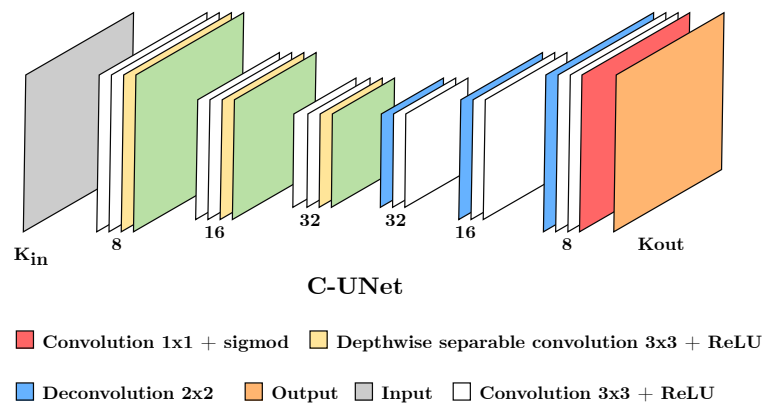 8
16
32
32
16
8
K_in
Kout
C-UNet
Convolution 1x1 + sigmod
Depthwise separable convolution 3x3 + ReLU
Deconvolution 2x2
Output
Input
Convolution 3x3 + ReLU